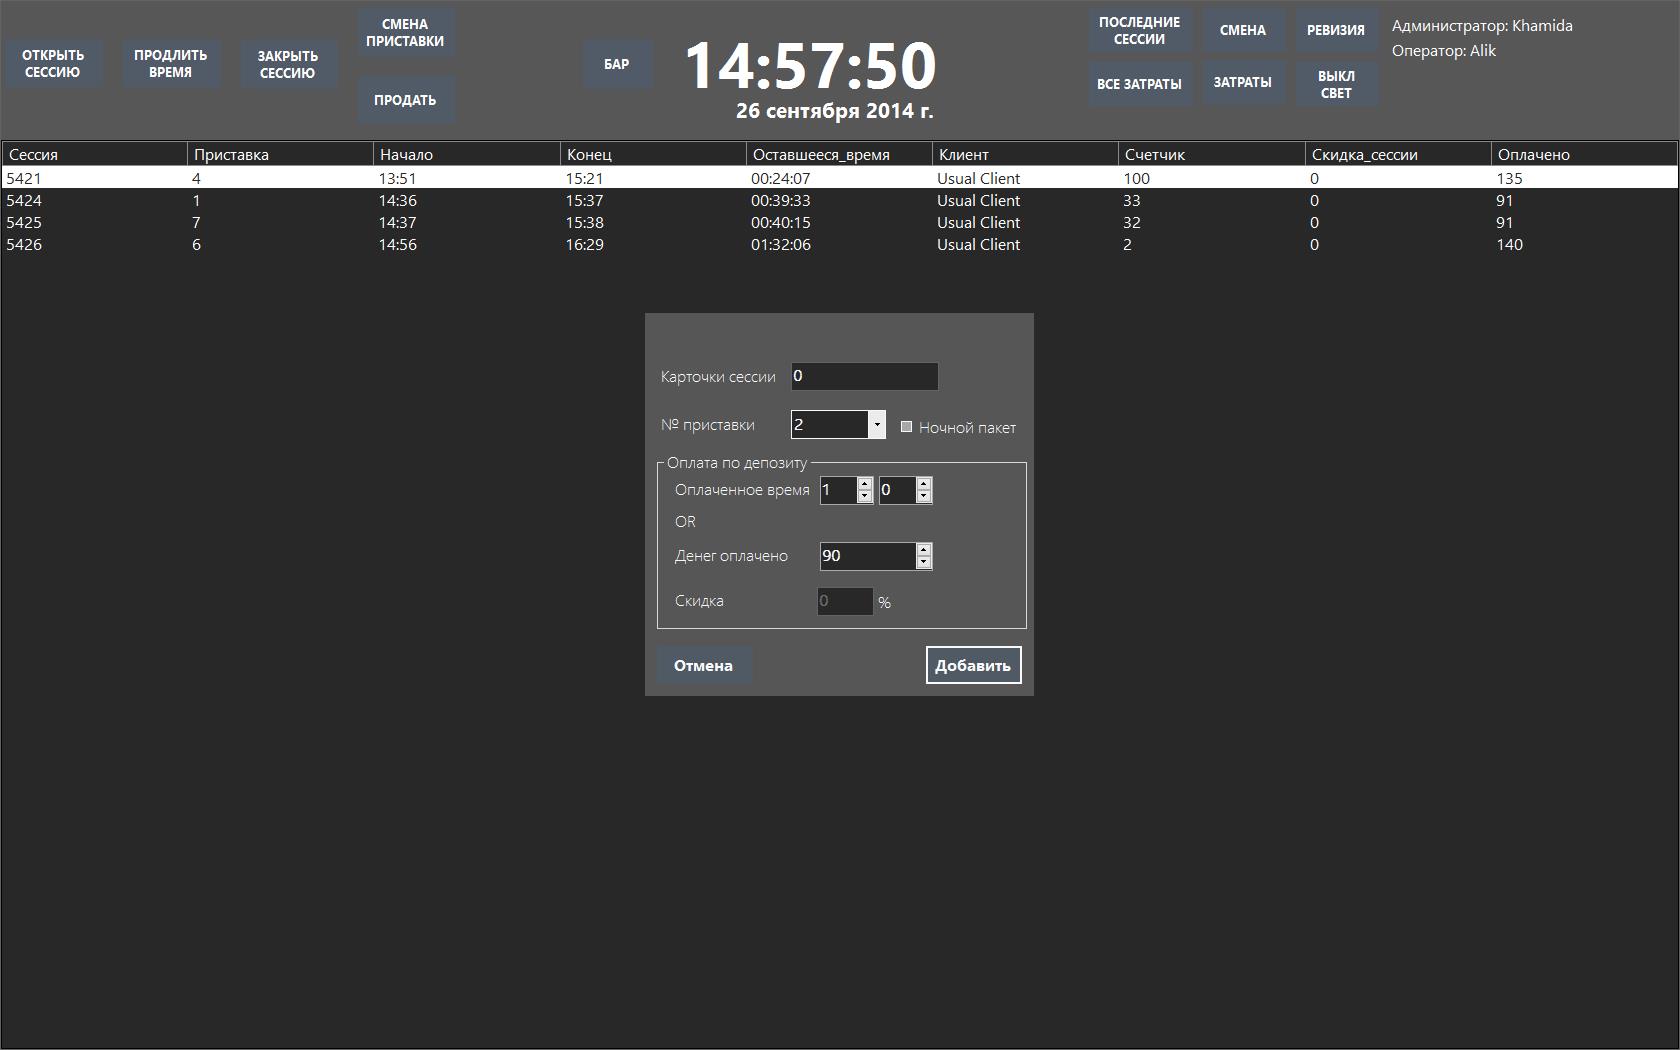 ОТКРЫТЬ
СЕССИЮ
ПРОДЛИТЬ
ВРЕМЯ
ЗАКРЫТЬ
СЕССИЮ
СМЕНА
ПРИСТАВКИ
ПРОДАТЬ
БАР
14:57:50
26 сентября 2014 г.
ПОСЛЕДНИЕ
СЕССИИ
СМЕНА
РЕВИЗИЯ
ВСЕ ЗАТРАТЫ
ЗАТРАТЫ
ВЫКЛ
СВЕТ
Администратор: Khamida
Оператор: Alik
Сессия Приставка Начало Конец Оставшееся_время Клиент Счетчик Скидка_сессии Оплачено
5421 4 13:51 15:21 00:24:07 Usual Client 100 0 135
5424 1 14:36 15:37 00:39:33 Usual Client 33 0 91
5425 7 14:37 15:38 00:40:15 Usual Client 32 0 91
5426 6 14:56 16:29 01:32:06 Usual Client 2 0 140
Карточки сессии 0
№ приставки 2 Ночной пакет
Оплата по депозиту
Оплаченное время 1 0
OR
Денег оплачено 90
Скидка 0 %
Отмена Добавить